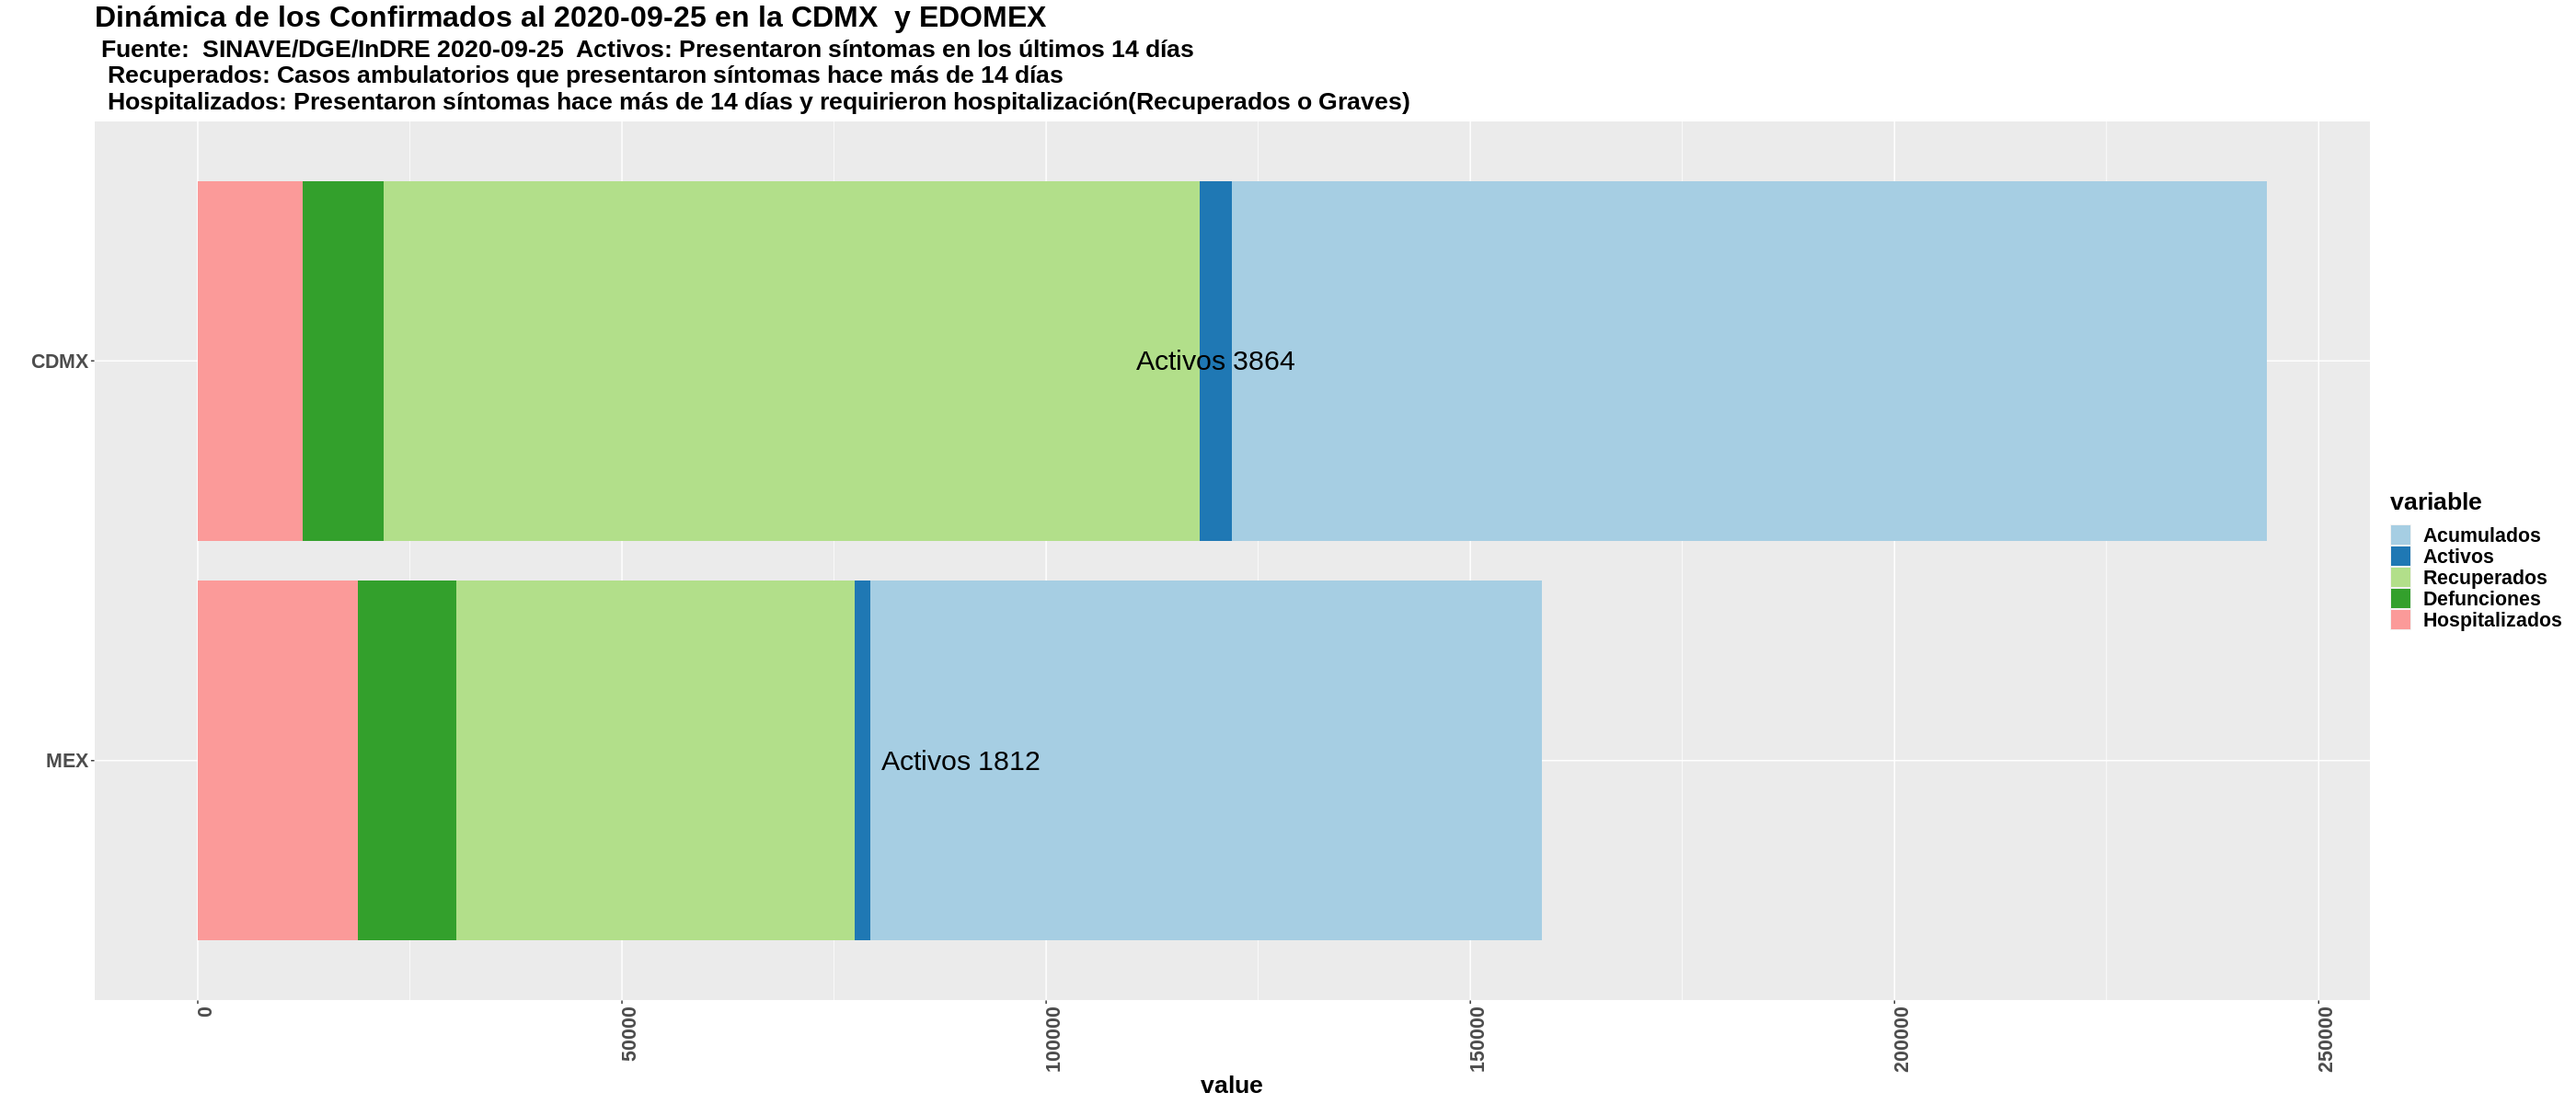 Dinámica de los Confirmados al 2020-09-25 en la CDMX  y EDOMEX
Fuente:  SINAVE/DGE/InDRE 2020-09-25  Activos: Presentaron síntomas en los últimos 14 días
Recuperados: Casos ambulatorios que presentaron síntomas hace más de 14 días
Hospitalizados: Presentaron síntomas hace más de 14 días y requirieron hospitalización(Recuperados o Graves)
CDMX
Activos 3864
MEX
Activos 1812
0
50000
100000
150000
200000
250000
value
variable
Acumulados
Activos
Recuperados
Defunciones
Hospitalizados